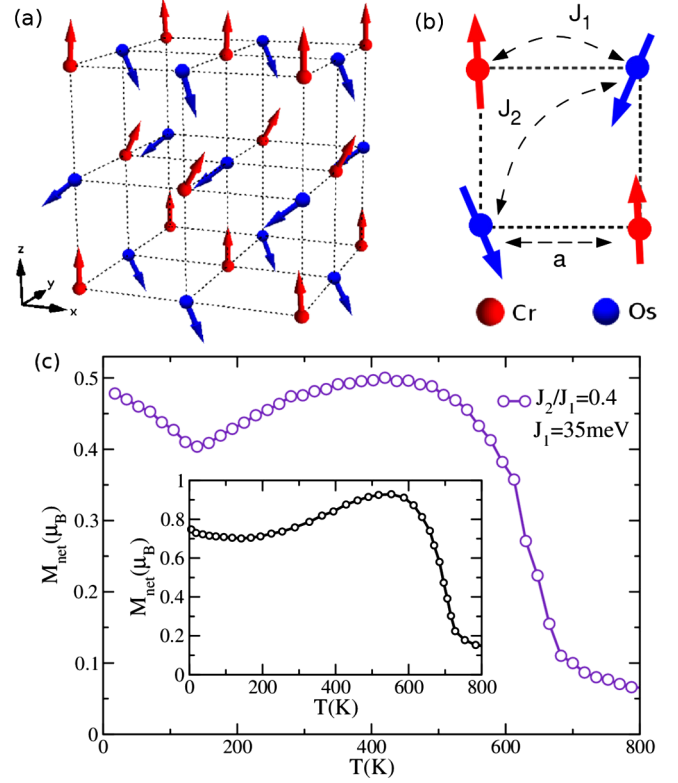 (a)
z
y
x
(b)
J1
J2
a
Cr
Os
(c)
Mnet(μB)
0.5
0.4
0.3
0.2
0.1
0
0 200 400 600 800
T(K)
J2/J1=0.4
J1=35meV
Mnet(μB)
1
0.8
0.6
0.4
0.2
0
0 200 400 600 800
T(K)